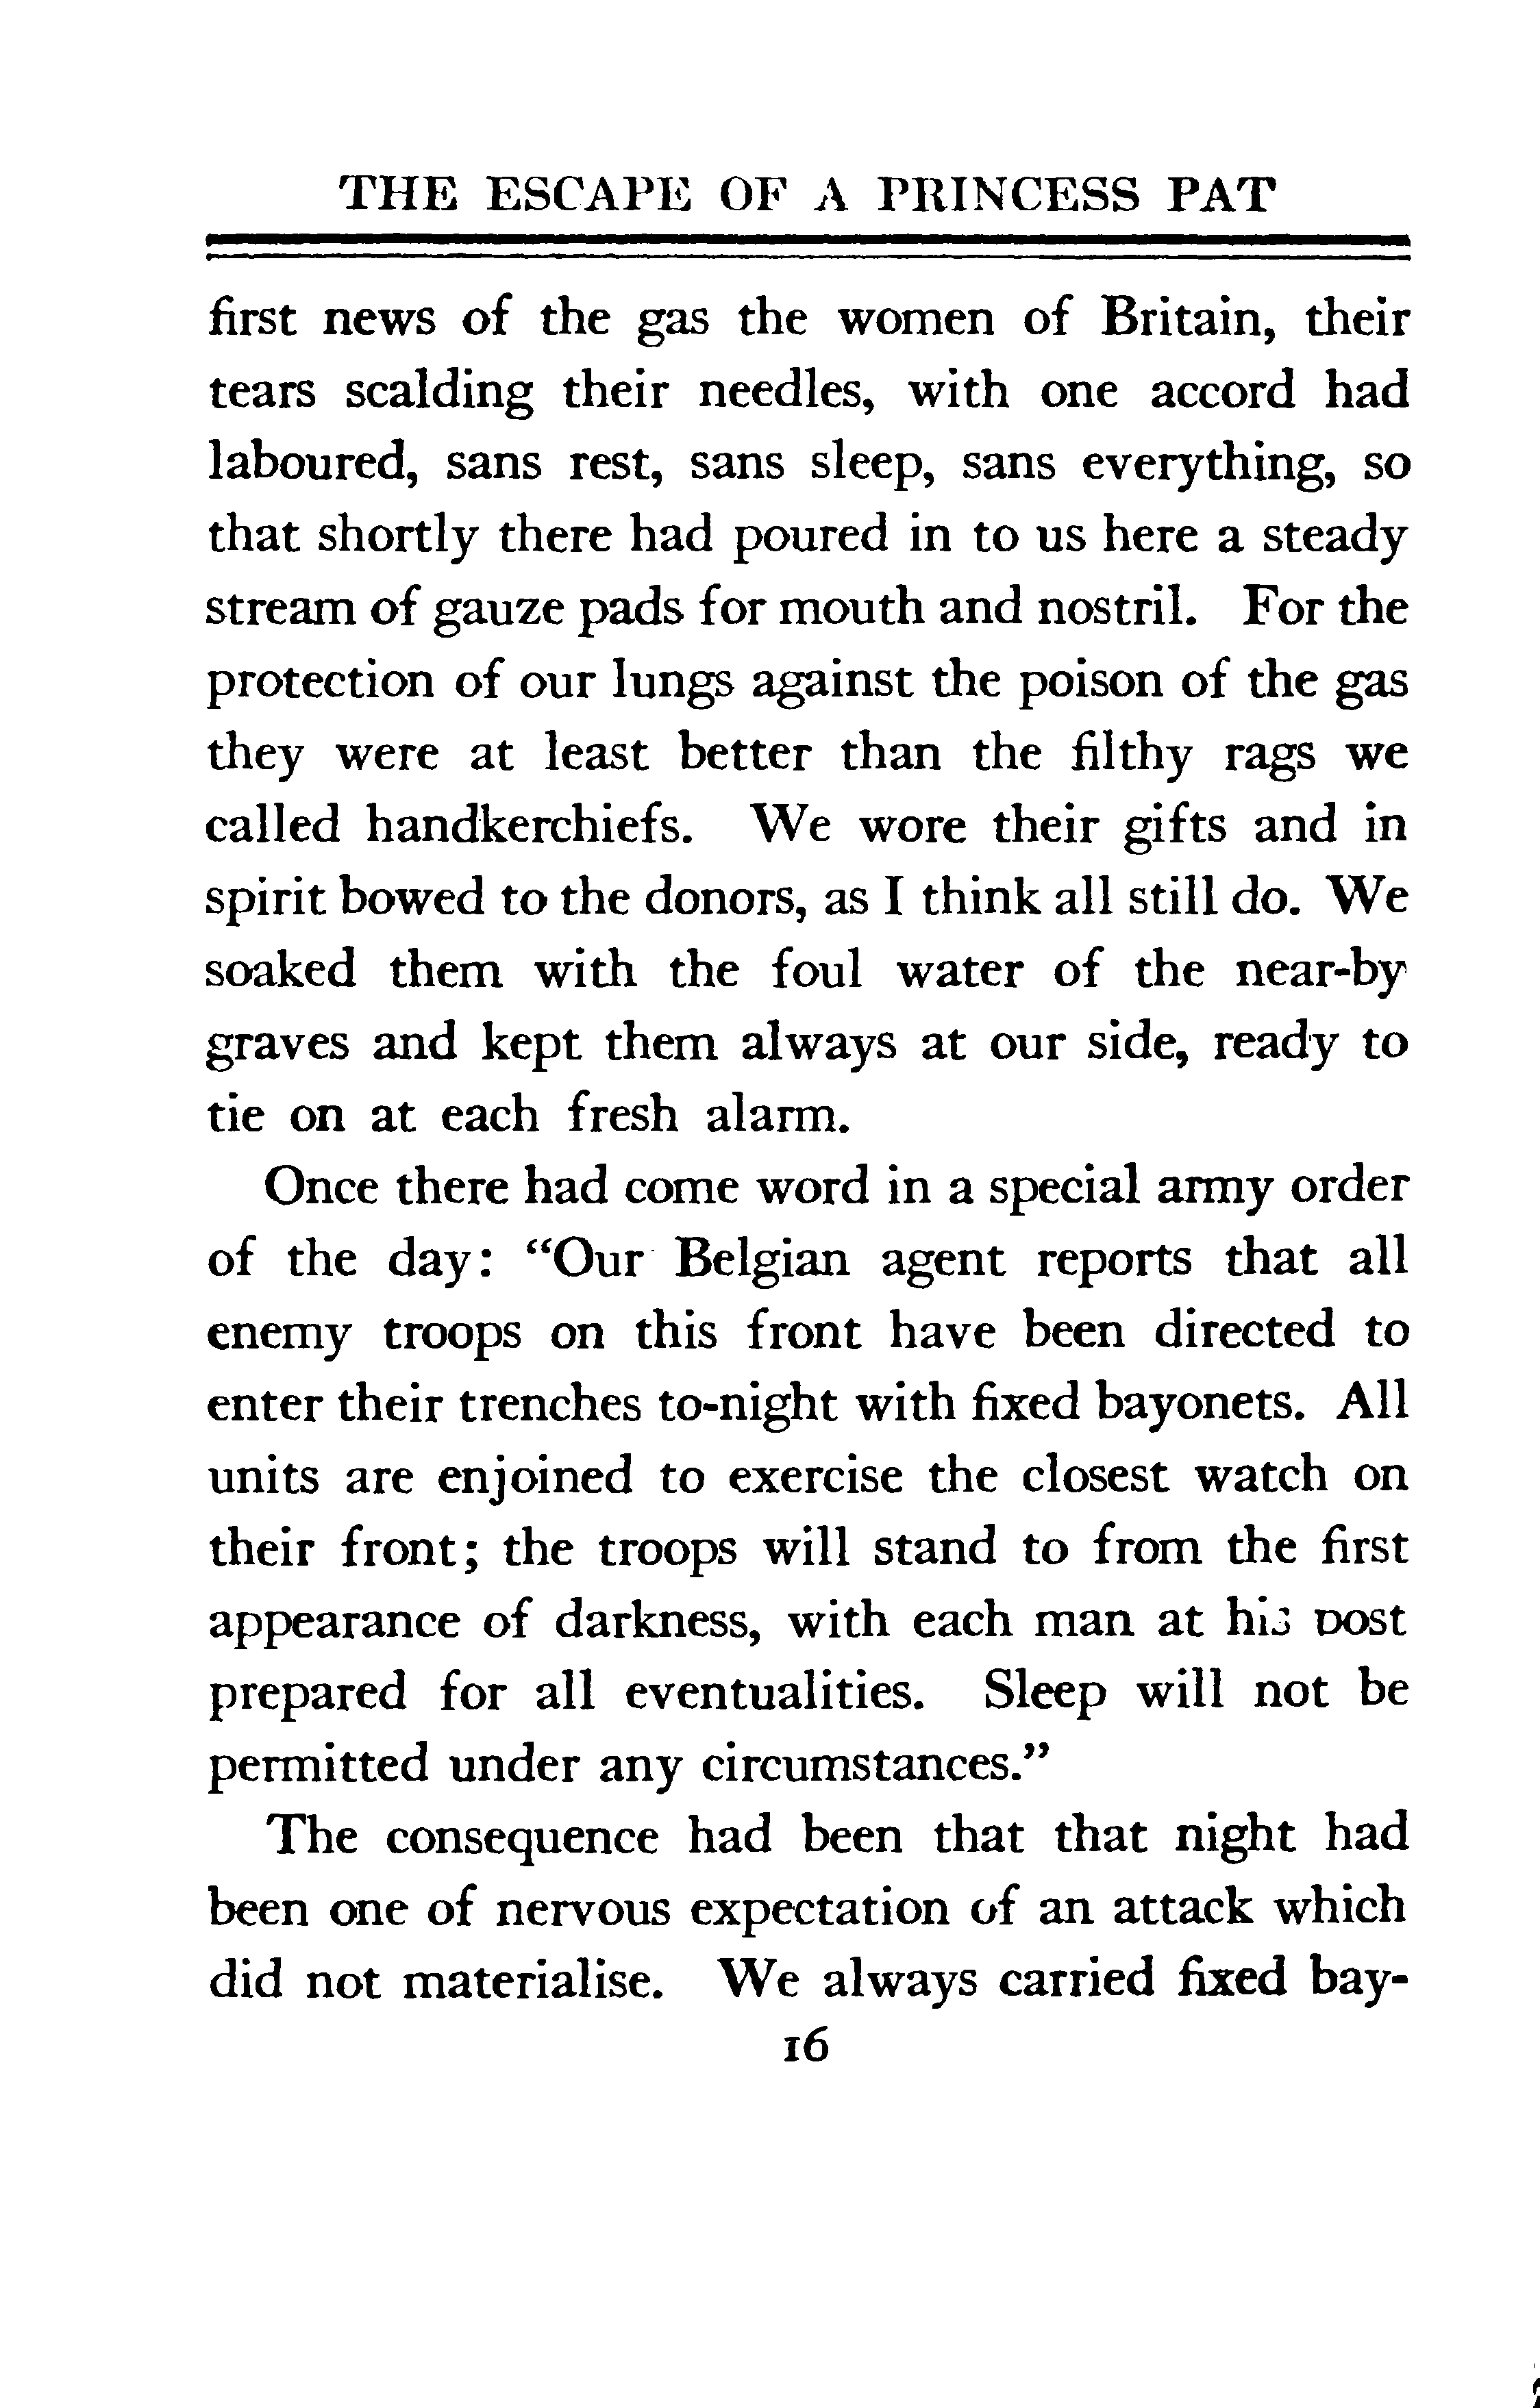 THE ESCAPE OF A PRINCESS PAT
first news of the gas the women of Britain, their
tears scalding their needles, with one accord had
laboured, sans rest, sans sleep, sans everything, so
that shortly there had poured in to us here a steady
stream of gauze pads for mouth and nostril. For the
protection of our lungs against the poison of the gas
they were at least better than the filthy rags we
called handkerchiefs. We wore their gifts and in
spirit bowed to the donors, as I think all still do. We
soaked them with the foul water of the near-by
graves and kept them always at our side, ready to
tie on at each fresh alarm.
Once there had come word in a special army order
of the day: “Our Belgian agent reports that all
enemy troops on this front have been directed to
enter their trenches to-night with fixed bayonets. All
units are enjoined to exercise the closest watch on
their front; the troops will stand to from the first
appearance of darkness, with each man at his post
prepared for all eventualities. Sleep will not be
permitted under any circumstances.”
The consequence had been that that night had
been one of nervous expectation of an attack which
did not materialise. We always carried fixed bay-
16